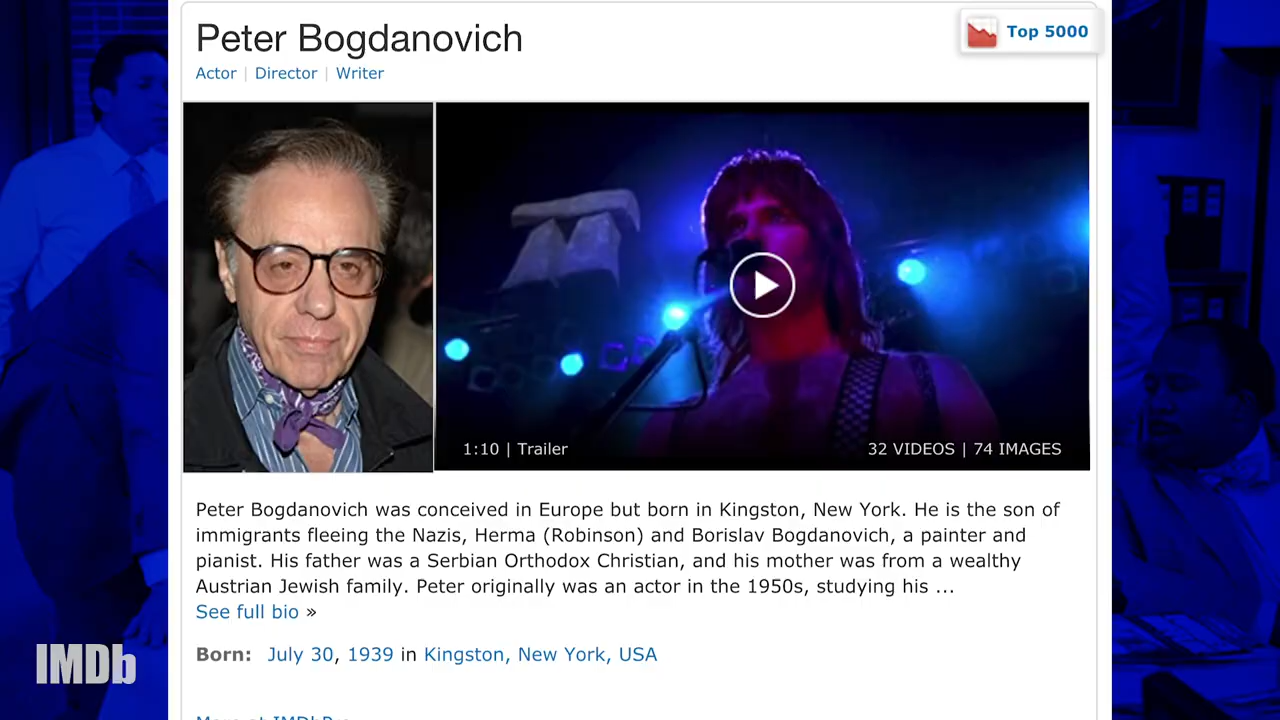 Peter Bogdanovich
Top 5000
Actor | Director | Writer
1:10 | Trailer
32 VIDEOS | 74 IMAGES
Peter Bogdanovich was conceived in Europe but born in Kingston, New York. He is the son of
immigrants fleeing the Nazis, Herma (Robinson) and Borislav Bogdanovich, a painter and
pianist. His father was a Serbian Orthodox Christian, and his mother was from a wealthy
Austrian Jewish family. Peter originally was an actor in the 1950s, studying his ...
See full bio »
Born: July 30, 1939 in Kingston, New York, USA
IMDb